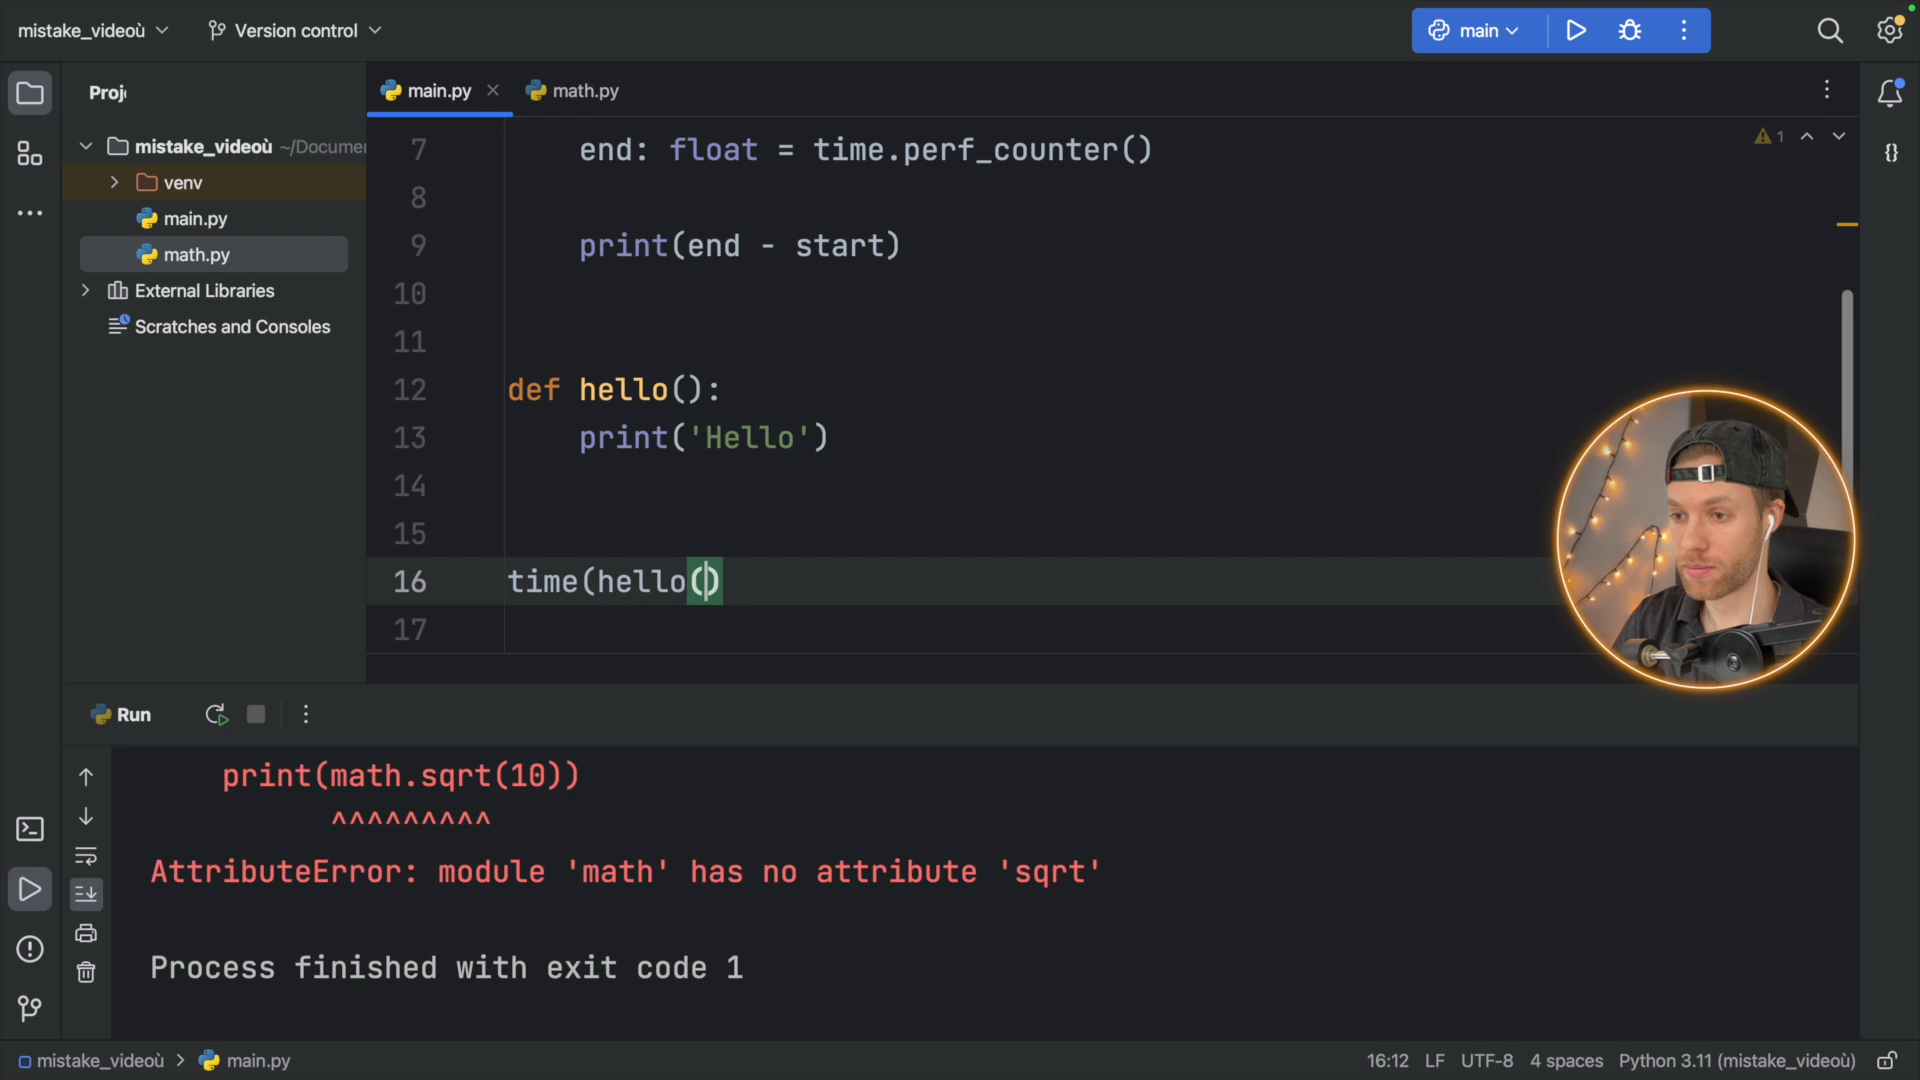 mistake_videoù
Version control
main
Proj
main.py
math.py
mistake_videoù ~/Documen
venv
main.py
math.py
External Libraries
Scratches and Consoles
1
7 end: float = time.perf_counter()
8
9 print(end - start)
10
11
12 def hello():
13 print('Hello')
14
15
16 time(hello()
17
Run
print(math.sqrt(10))
^^^^^^^^^
AttributeError: module 'math' has no attribute 'sqrt'
Process finished with exit code 1
mistake_videoù > main.py
16:12 LF UTF-8 4 spaces Python 3.11 (mistake_videoù)